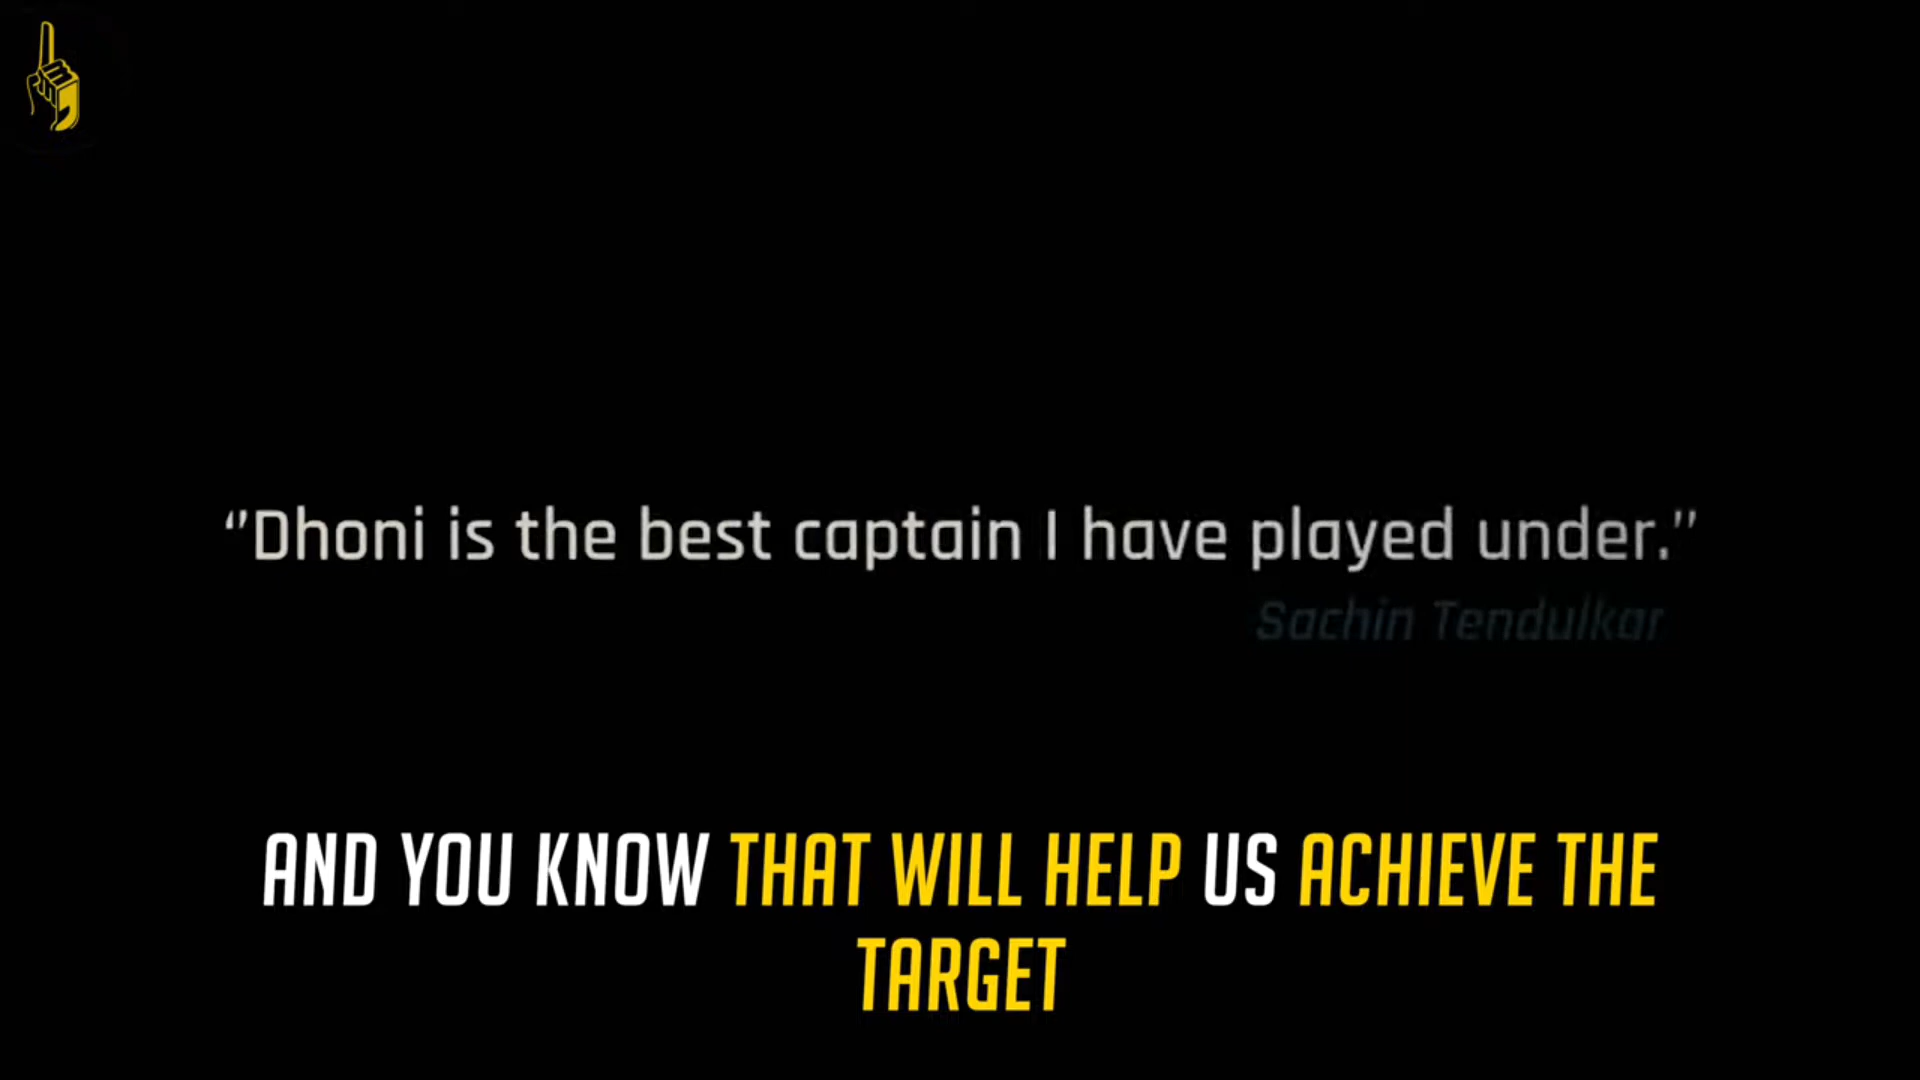 “Dhoni is the best captain I have played under.”
Sachin Tendulkar
AND YOU KNOW THAT WILL HELP US ACHIEVE THE
TARGET